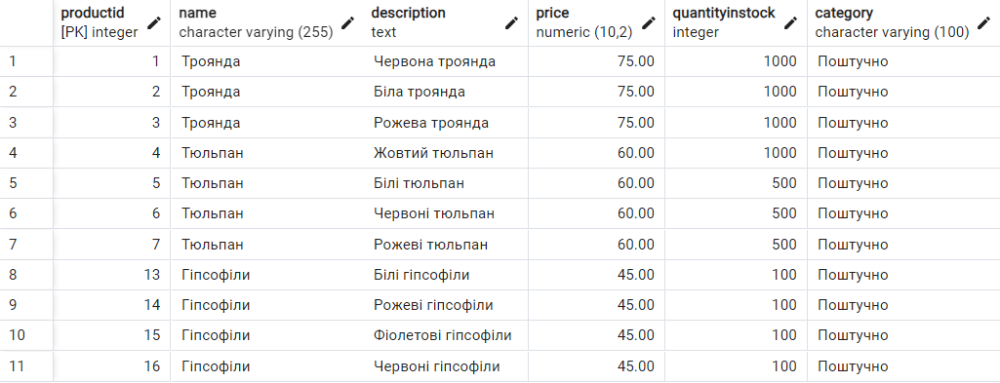 productid name description price quantityinstock category
[PK] integer character varying (255) text numeric (10,2) integer character varying (100)
1 1 Троянда Червона троянда 75.00 1000 Поштучно
2 2 Троянда Біла троянда 75.00 1000 Поштучно
3 3 Троянда Рожева троянда 75.00 1000 Поштучно
4 4 Тюльпан Жовтий тюльпан 60.00 1000 Поштучно
5 5 Тюльпан Білі тюльпан 60.00 500 Поштучно
6 6 Тюльпан Червоні тюльпан 60.00 500 Поштучно
7 7 Тюльпан Рожеві тюльпан 60.00 500 Поштучно
8 13 Гіпсофіли Білі гіпсофіли 45.00 100 Поштучно
9 14 Гіпсофіли Рожеві гіпсофіли 45.00 100 Поштучно
10 15 Гіпсофіли Фіолетові гіпсофіли 45.00 100 Поштучно
11 16 Гіпсофіли Червоні гіпсофіли 45.00 100 Поштучно